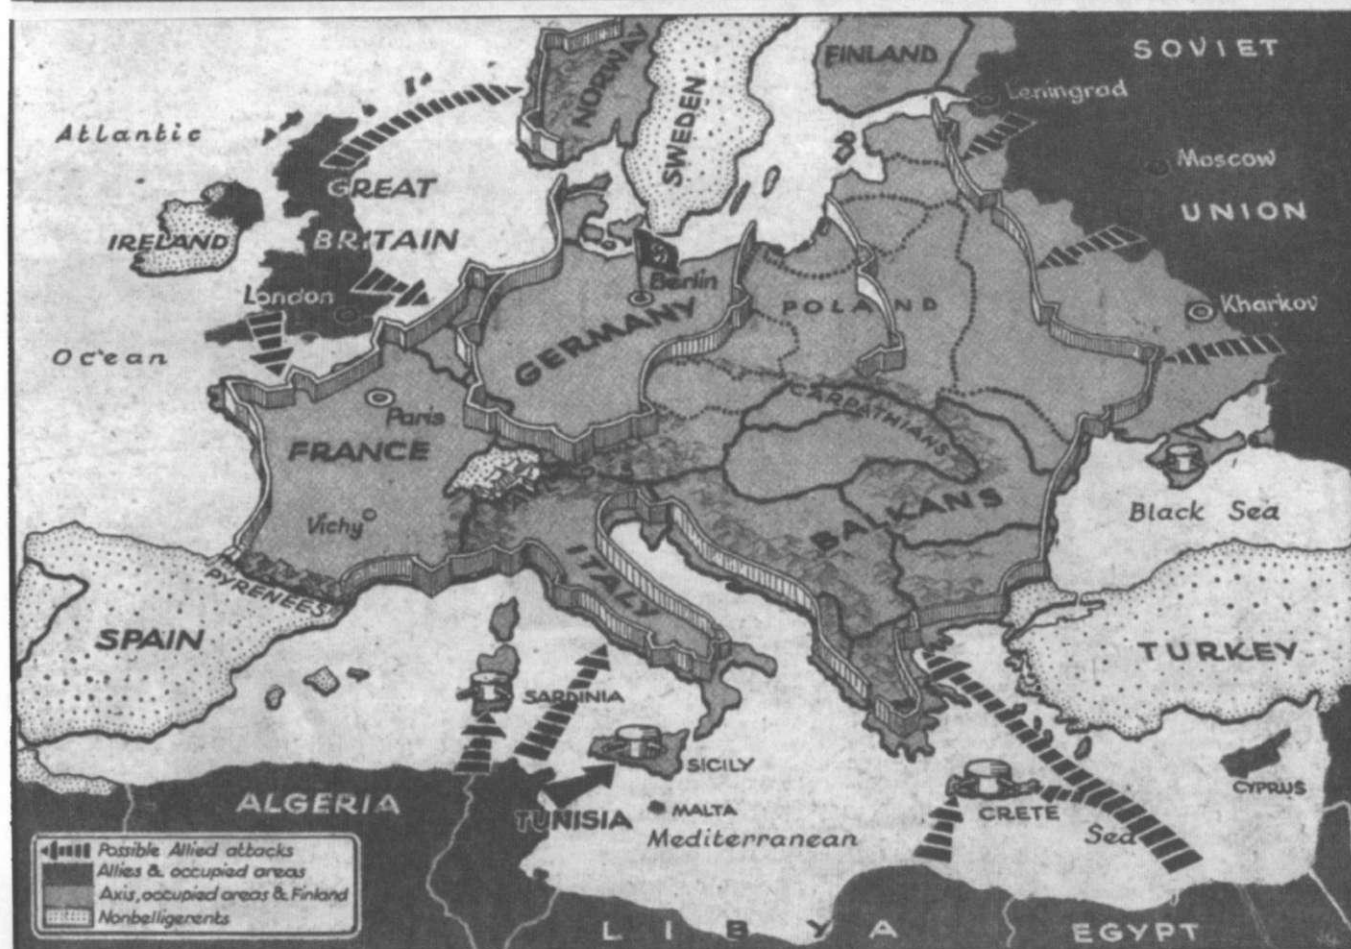 SOVIET
FINLAND
NORWAY
SWEDEN
Leningrad
Atlantic
Moscow
GREAT
UNION
IRELAND
BRITAIN
Berlin
London
POLAND
Kharkov
GERMANY
Ocean
CARPATHIANS
Paris
FRANCE
BALKANS
Black Sea
Vichy
ITALY
PYRENEES
SPAIN
TURKEY
SARDINIA
SICILY
CYPRUS
ALGERIA
MALTA
CRETE
TUNISIA
Mediterranean
Sea
Possible Allied attacks
Allies & occupied areas
Axis, occupied areas & Finland
Nonbelligerents
LIBYA
EGYPT